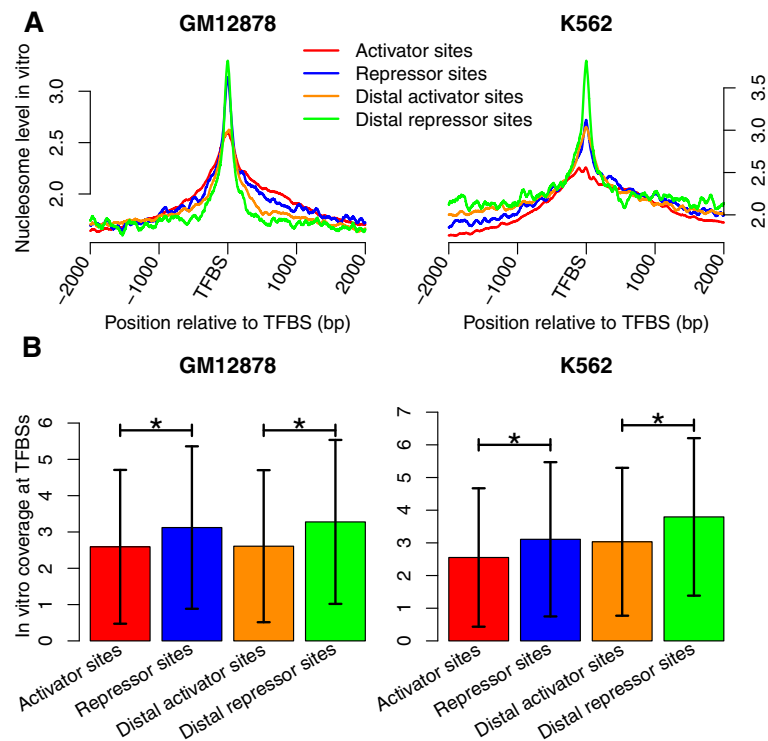 A
GM12878
K562
Activator sites
Repressor sites
Distal activator sites
Distal repressor sites
Nucleosome level in vitro
2.0
2.5
3.0
2.0
2.5
3.0
3.5
−2000
−1000
TFBS
1000
2000
−2000
−1000
TFBS
1000
2000
Position relative to TFBS (bp)
Position relative to TFBS (bp)
B
GM12878
K562
In vitro coverage at TFBSs
0
1
2
3
4
5
6
*
*
0
1
2
3
4
5
6
7
*
*
Activator sites
Repressor sites
Distal activator sites
Distal repressor sites
Activator sites
Repressor sites
Distal activator sites
Distal repressor sites